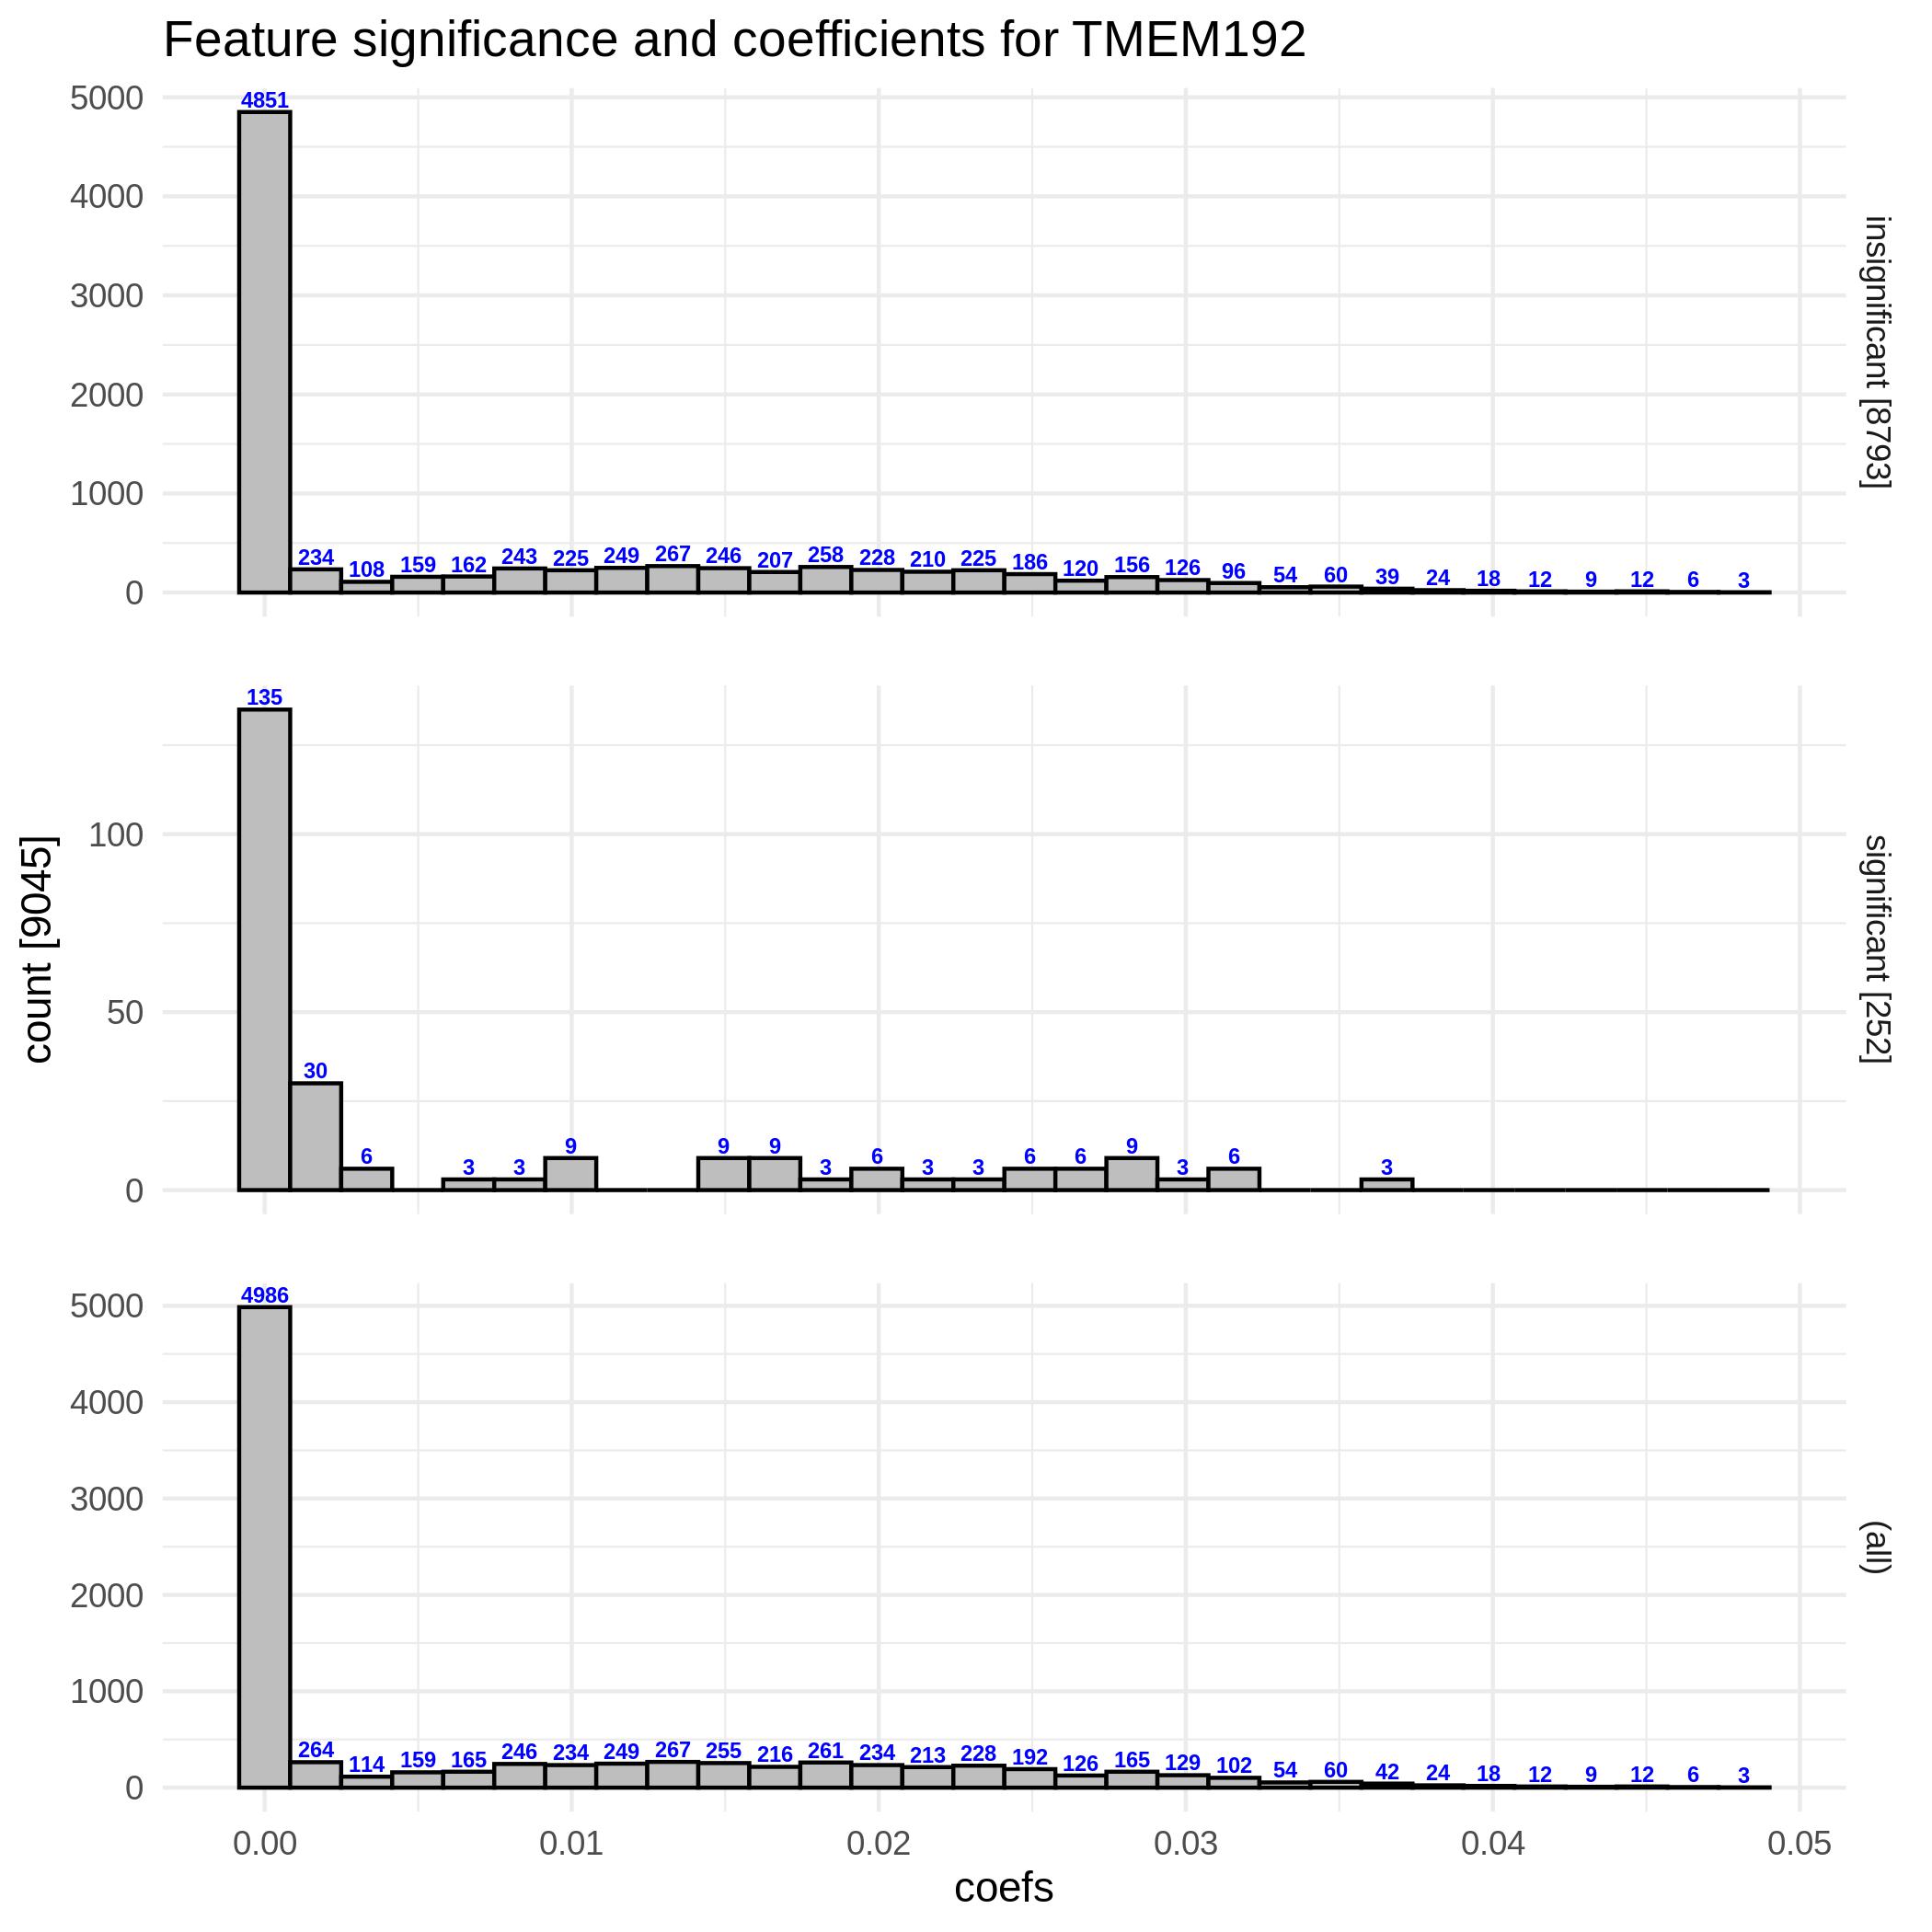 Feature significance and coefficients for TMEM192
5000
4000
3000
2000
1000
0
4851 234 108 159 162 243 225 249 267 246 207 258 228 210 225 186 120 156 126 96 54 60 39 24 18 12 9 12 6 3
insignificant [8793]
count [9045]
100
50
0
135 30 6 3 3 9 9 9 3 6 3 3 6 6 9 3 6 3
significant [252]
5000
4000
3000
2000
1000
0
4986 264 114 159 165 246 234 249 267 255 216 261 234 213 228 192 126 165 129 102 54 60 42 24 18 12 9 12 6 3
(all)
0.00 0.01 0.02 0.03 0.04 0.05
coefs